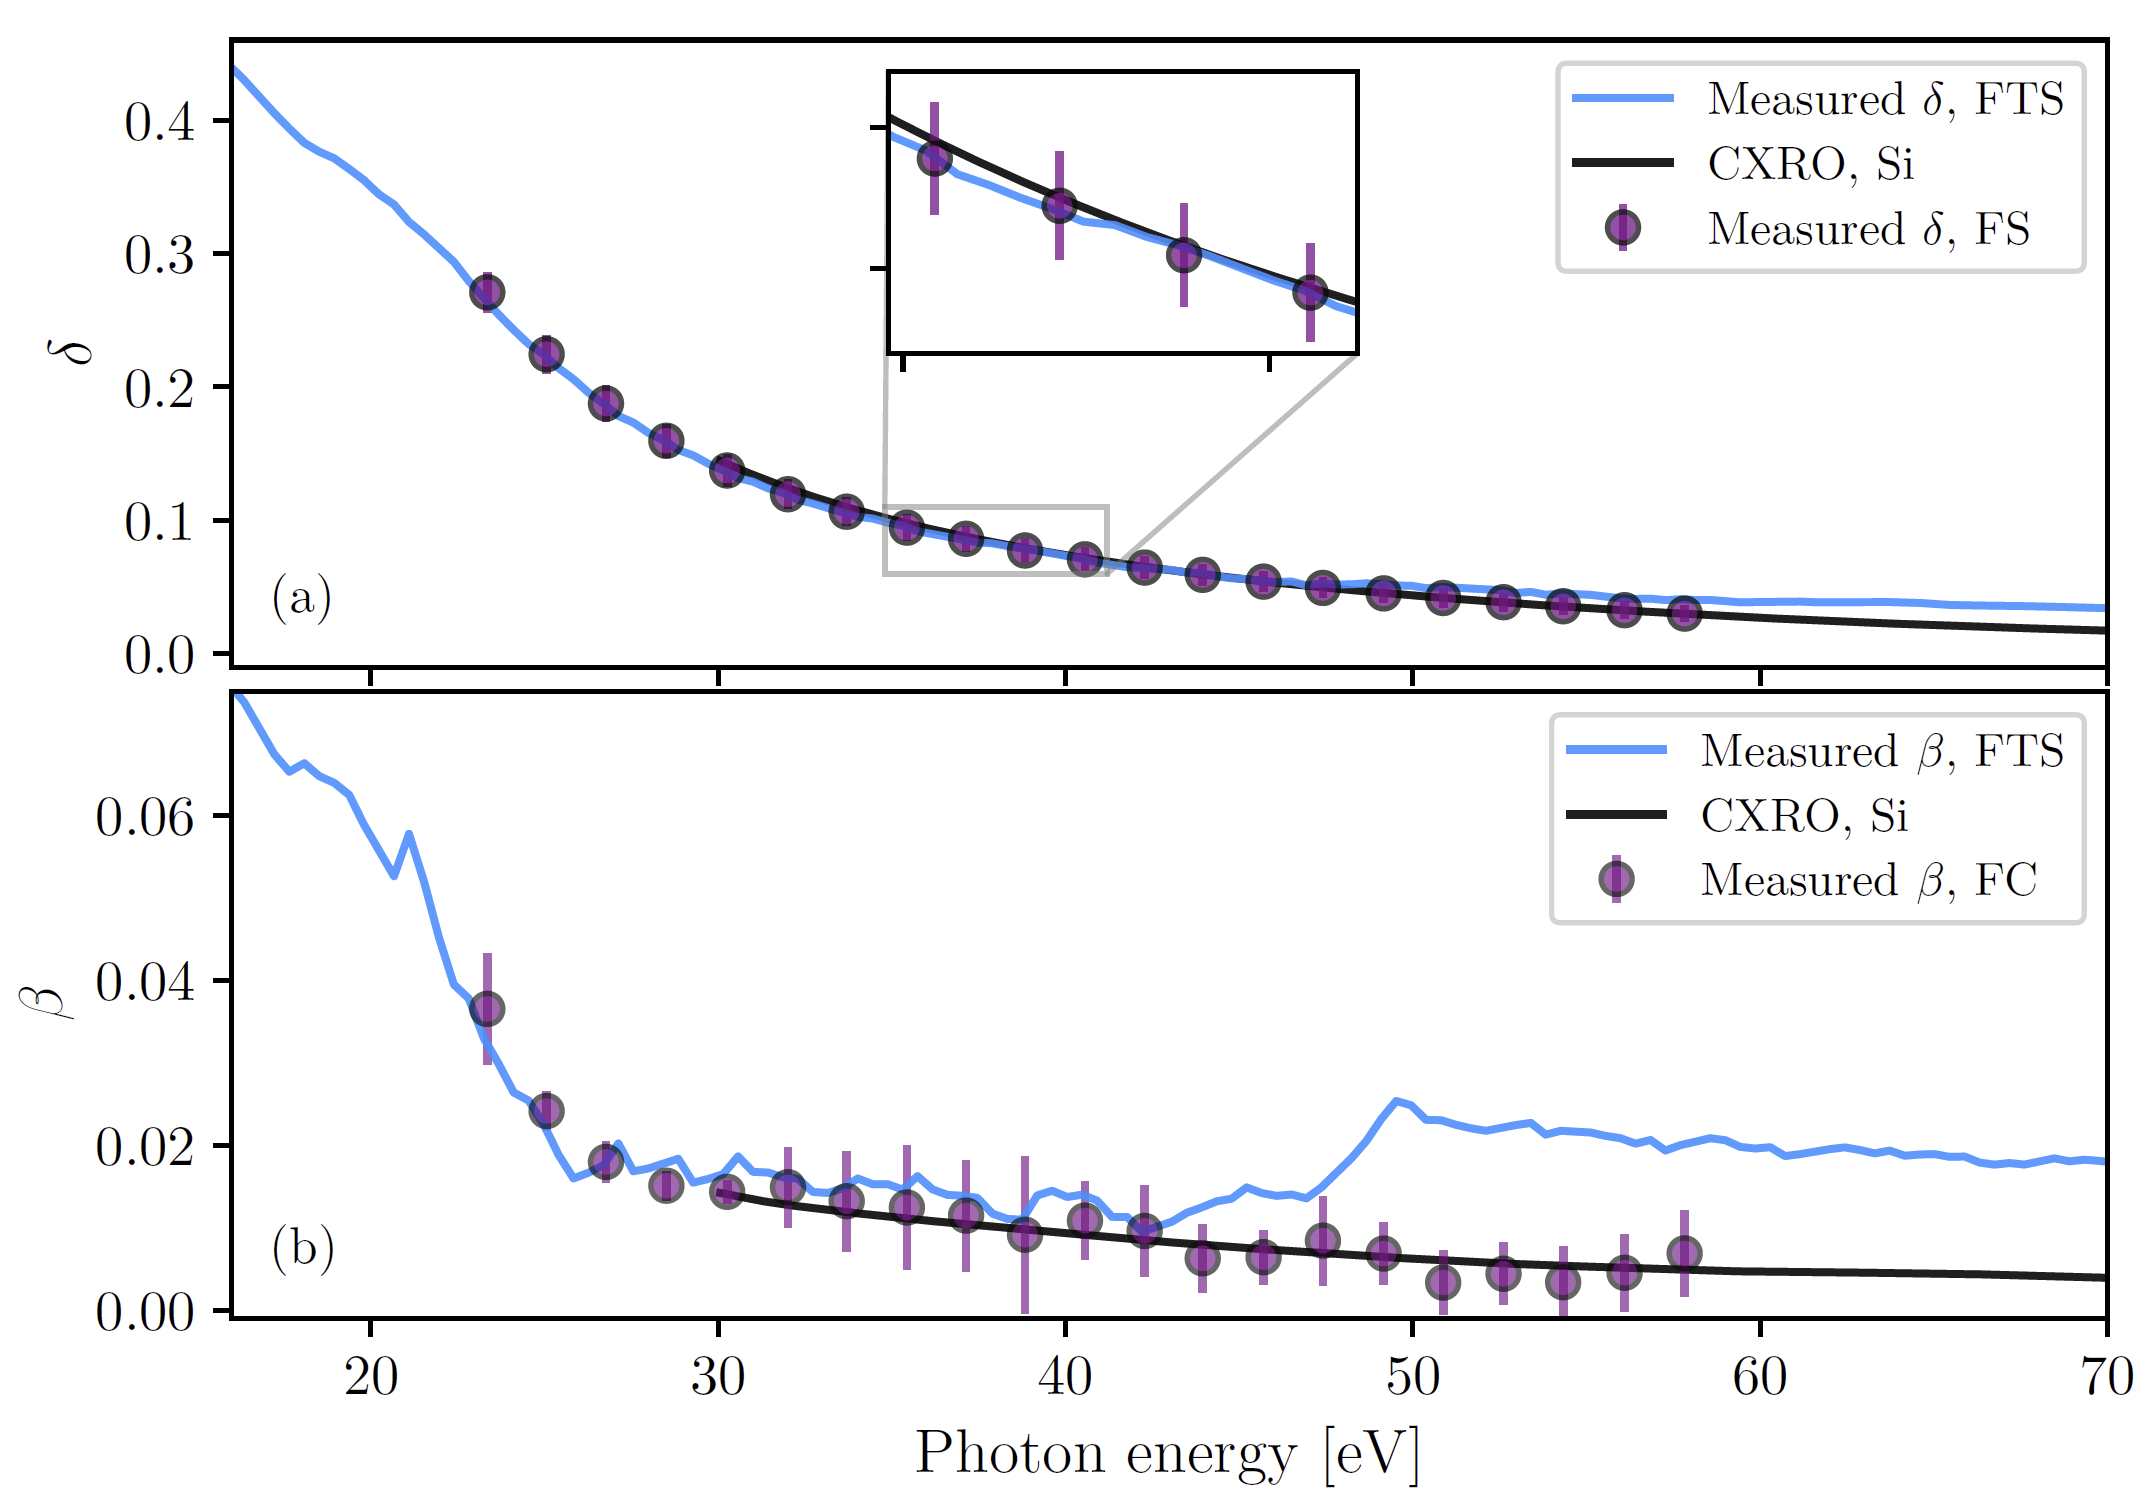 0.4
0.3
0.2
0.1
0.0
δ
Measured δ, FTS
CXRO, Si
Measured δ, FS
(a)
0.06
0.04
0.02
0.00
β
Measured β, FTS
CXRO, Si
Measured β, FC
(b)
20 30 40 50 60 70
Photon energy [eV]